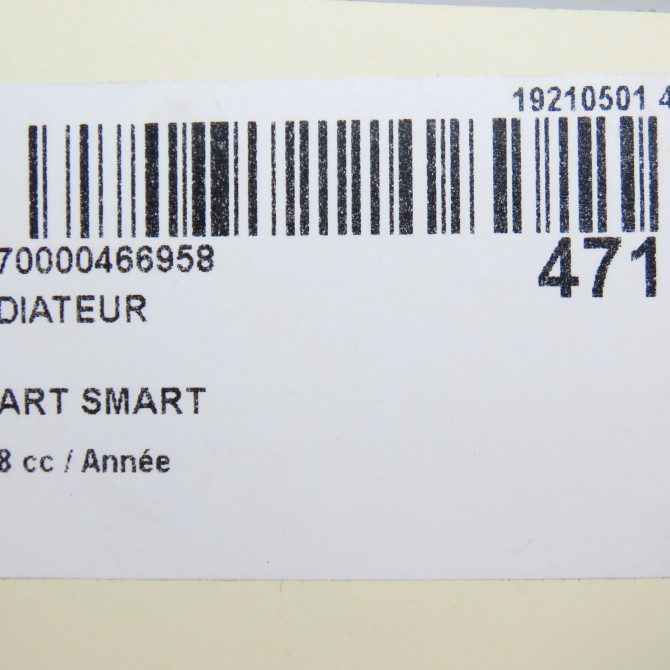 19210501 4
70000466958
471
DIATEUR
ART SMART
8 cc / Année